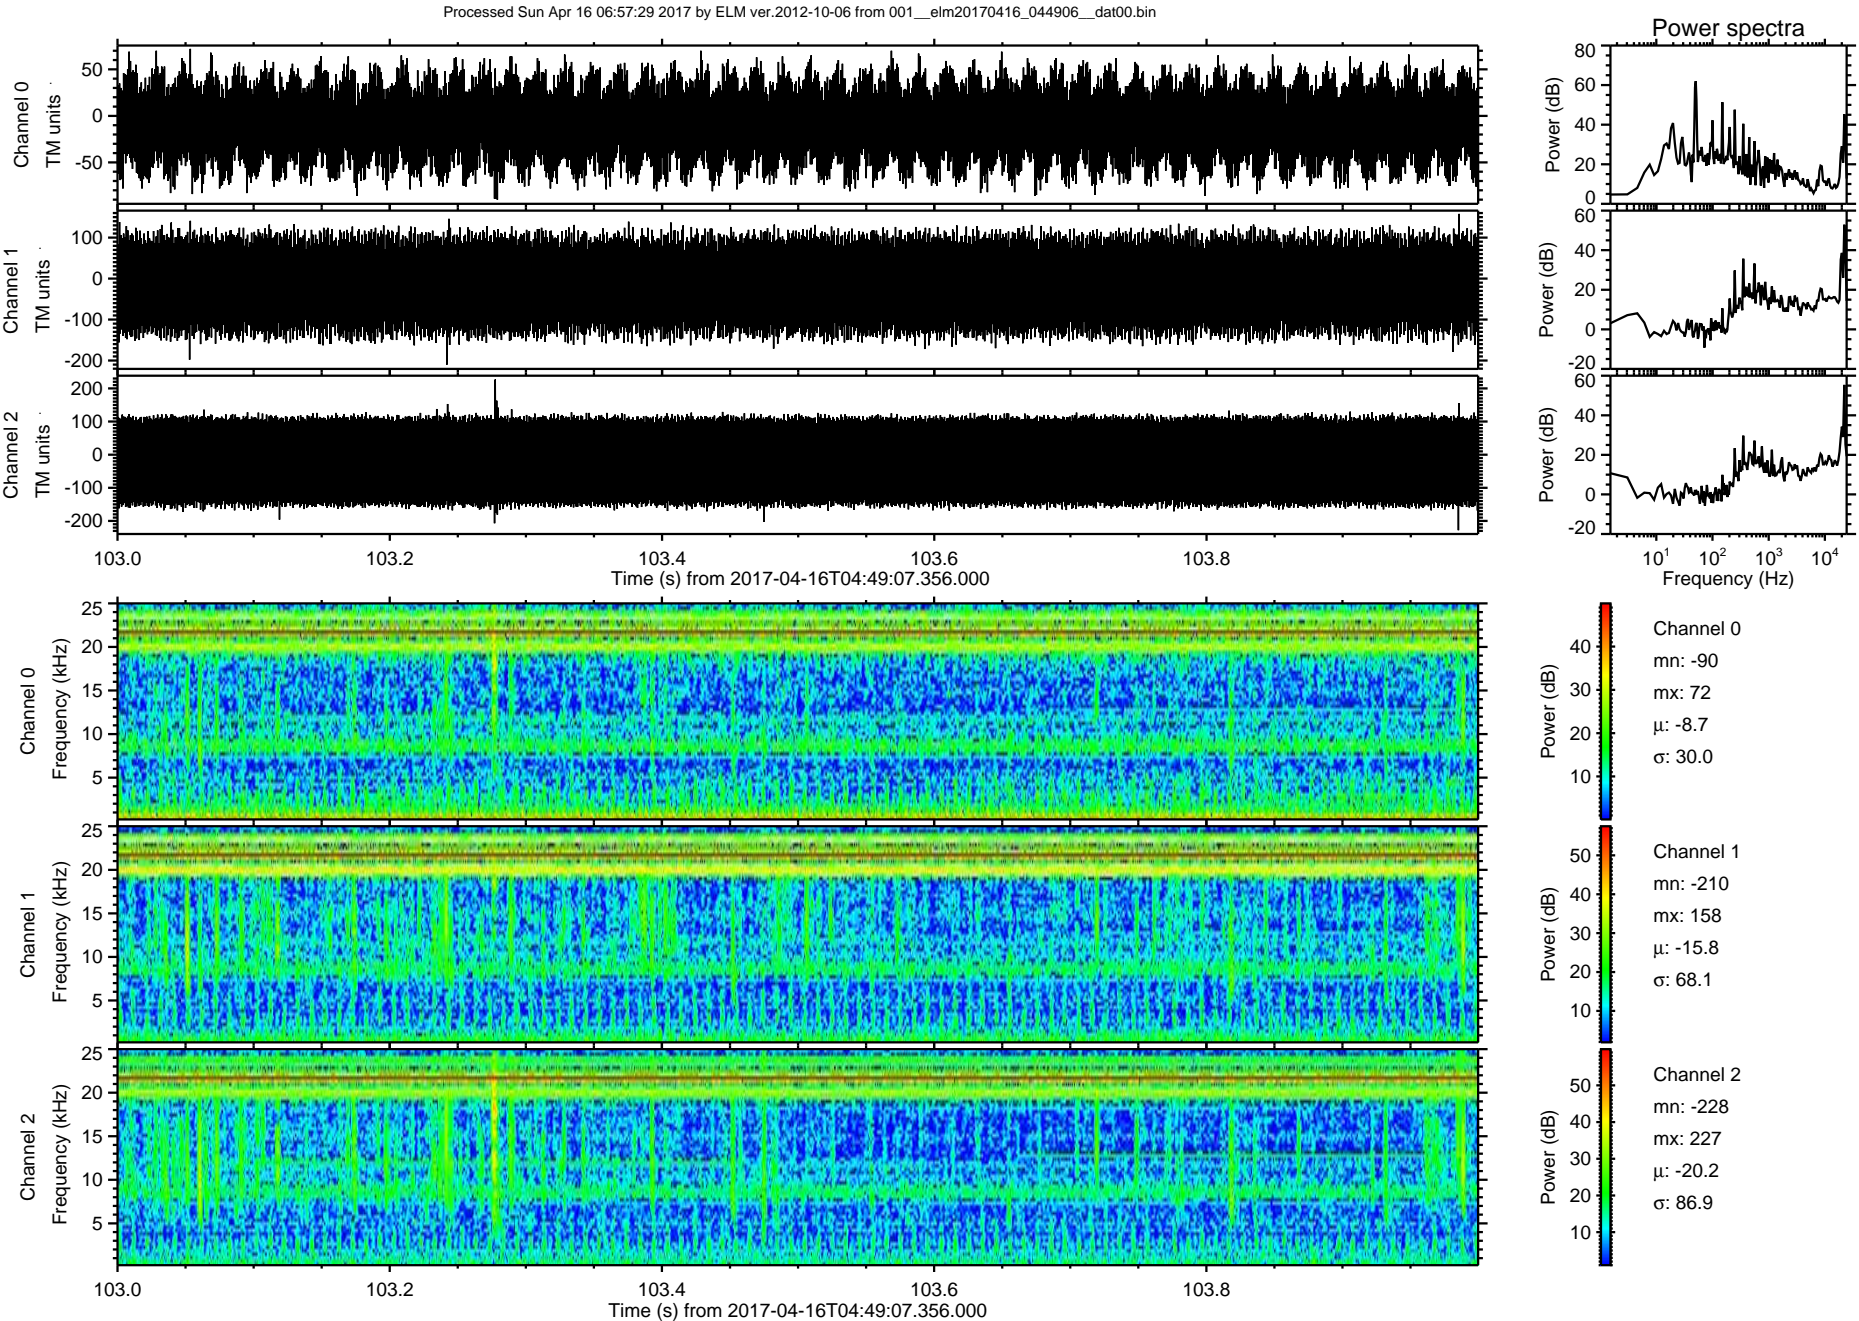 Processed Sun Apr 16 06:57:29 2017 by ELM ver.2012-10-06 from 001__elm20170416_044906__dat00.bin
Power spectra
Channel 0
TM units
50
0
-50
Power (dB)
80
60
40
20
0
Channel 1
TM units
100
0
-100
-200
Power (dB)
60
40
20
0
-20
Channel 2
TM units
200
100
0
-100
-200
Power (dB)
60
40
20
0
-20
103.0 103.2 103.4 103.6 103.8
Time (s) from 2017-04-16T04:49:07.356.000
10^1 10^2 10^3 10^4
Frequency (Hz)
Channel 0
Frequency (kHz)
25
20
15
10
5
Power (dB)
40
30
20
10
Channel 0
mn: -90
mx: 72
μ: -8.7
σ: 30.0
Channel 1
Frequency (kHz)
25
20
15
10
5
Power (dB)
50
40
30
20
10
Channel 1
mn: -210
mx: 158
μ: -15.8
σ: 68.1
Channel 2
Frequency (kHz)
25
20
15
10
5
Power (dB)
50
40
30
20
10
Channel 2
mn: -228
mx: 227
μ: -20.2
σ: 86.9
103.0 103.2 103.4 103.6 103.8
Time (s) from 2017-04-16T04:49:07.356.000